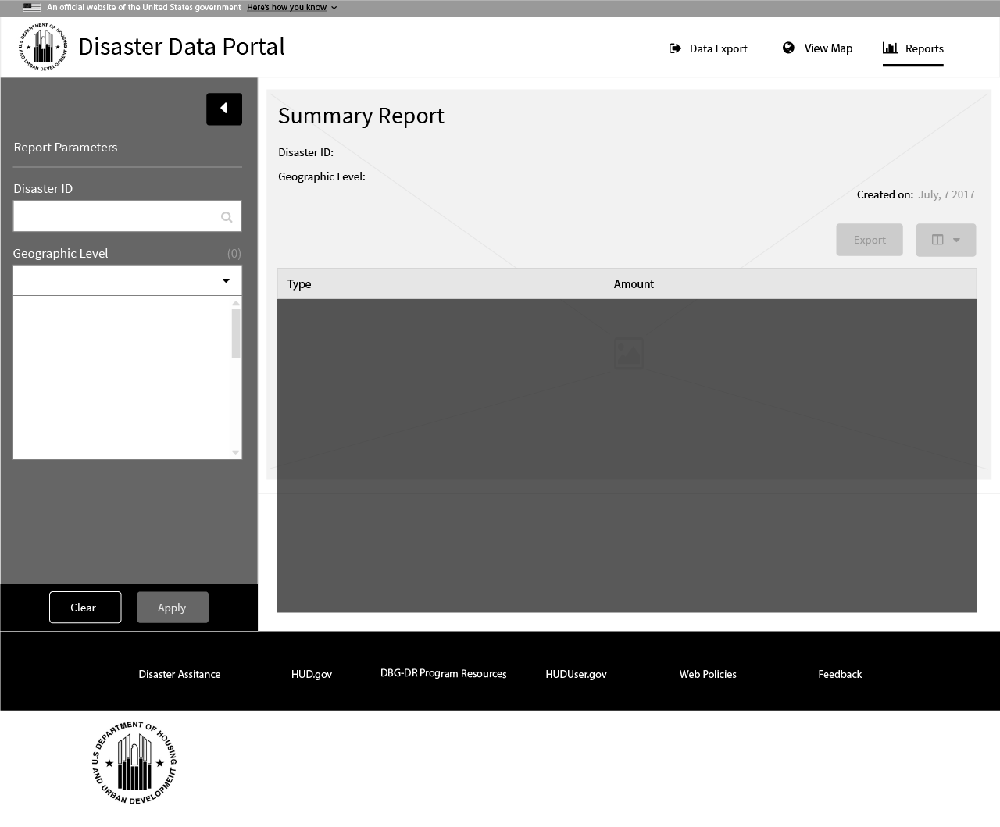 An official website of the United States government Here's how you know
U.S DEPARTMENT OF HOUSING AND URBAN DEVELOPMENT
Disaster Data Portal
Data Export
View Map
Reports
Report Parameters
Disaster ID
Geographic Level (0)
Clear
Apply
Summary Report
Disaster ID:
Geographic Level:
Created on: July, 7 2017
Export
Type Amount
Disaster Assitance
HUD.gov
DBG-DR Program Resources
HUDUser.gov
Web Policies
Feedback
U.S DEPARTMENT OF HOUSING AND URBAN DEVELOPMENT